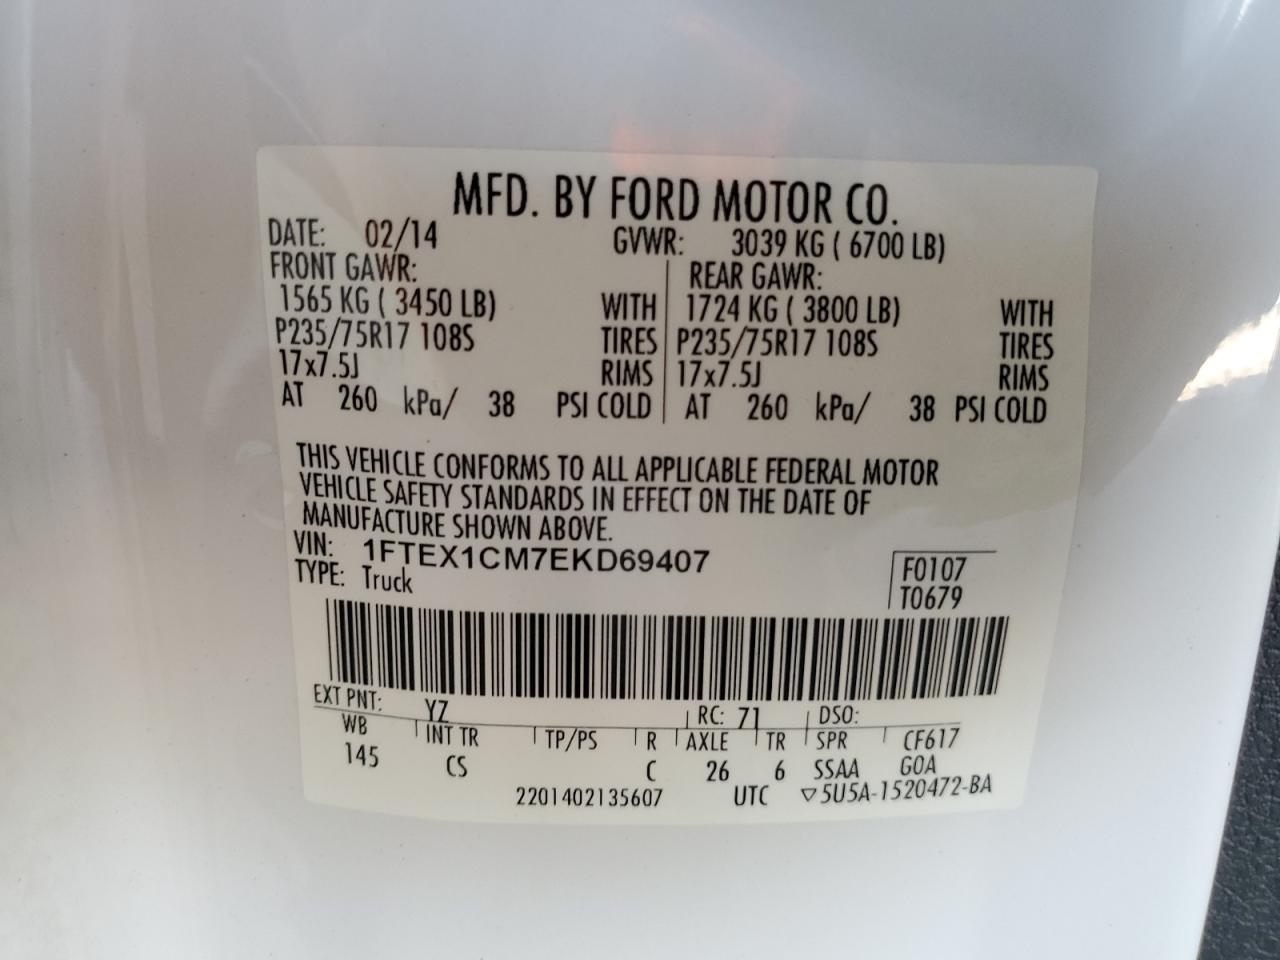 MFD. BY FORD MOTOR CO.
DATE: 02/14 GVWR: 3039 KG ( 6700 LB)
FRONT GAWR: REAR GAWR:
1565 KG ( 3450 LB) WITH 1724 KG ( 3800 LB) WITH
P235/75R17 108S TIRES P235/75R17 108S TIRES
17x7.5J RIMS 17x7.5J RIMS
AT 260 kPa/ 38 PSI COLD AT 260 kPa/ 38 PSI COLD
THIS VEHICLE CONFORMS TO ALL APPLICABLE FEDERAL MOTOR
VEHICLE SAFETY STANDARDS IN EFFECT ON THE DATE OF
MANUFACTURE SHOWN ABOVE.
VIN: 1FTEX1CM7EKD69407 F0107
TYPE: Truck T0679
EXT PNT: YZ RC: 71 DSO:
WB INT TR TP/PS R AXLE TR SPR CF617
145 CS C 26 6 SSAA GOA
2201402135607 UTC ▽5U5A-1520472-BA